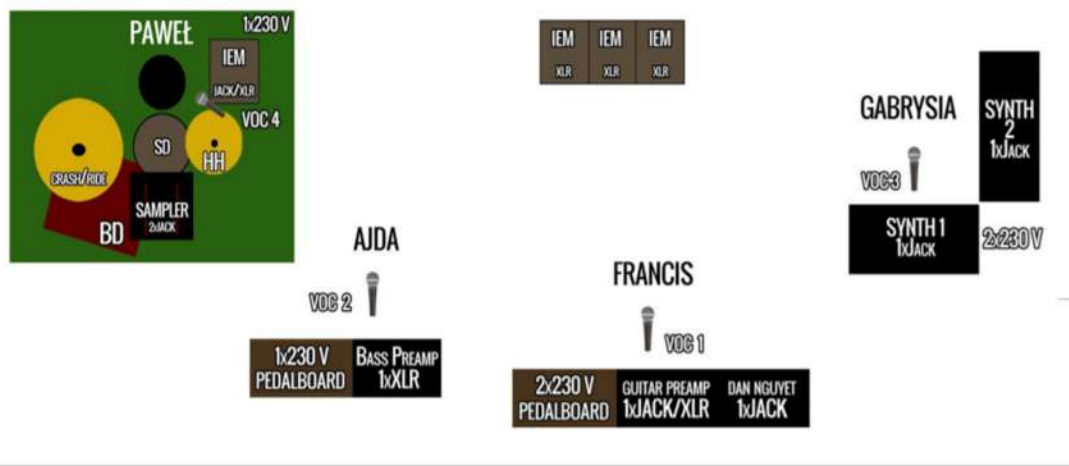 PAWEŁ
1x230 V
IEM
JACK/XLR
VOC 4
SD
HH
CRASH/RIDE
SAMPLER
2xJACK
BD
IEM IEM IEM
XLR XLR XLR
GABRYSIA
VOC 3
SYNTH
2
1xJACK
SYNTH 1
1xJACK
2x230 V
AJDA
VOC 2
1x230 V
PEDALBOARD
BASS PREAMP
1xXLR
FRANCIS
VOC 1
2x230 V
PEDALBOARD
GUITAR PREAMP
1xJACK/XLR
DAN NGUYET
1xJACK